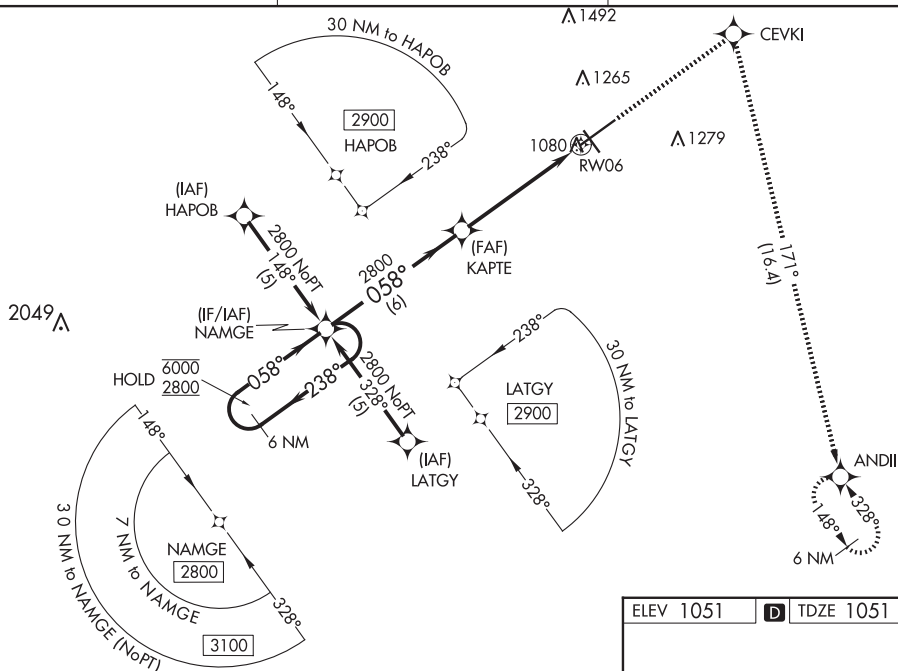 30 NM to HAPOB
148°
2900
HAPOB
238°
1492
CEVKI
1265
1080
RW06
1279
(IAF)
HAPOB
2800 NoPT
148°
(5)
(FAF)
KAPTE
2800
058°
(6)
171°
(16.4)
2049
(IF/IAF)
NAMGE
HOLD
6000
2800
058°
238°
6 NM
2800 NoPT
328°
(5)
(IAF)
LATGY
238°
LATGY
2900
328°
30 NM to LATGY
ANDII
148°
328°
6 NM
148°
NAMGE
2800
328°
7 NM to NAMGE
30 NM to NAMGE (NoPT)
3100
ELEV 1051 D TDZE 1051